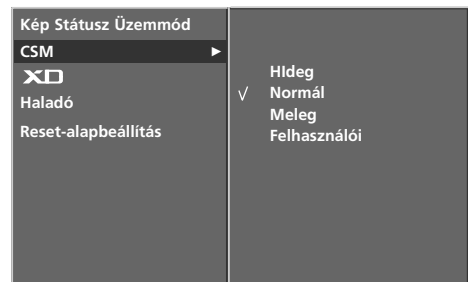 Kép Státusz Üzemmód
CSM ►
XD
Haladó
Reset-alapbeállítás
HIdeg
√ Normál
Meleg
Felhasználói